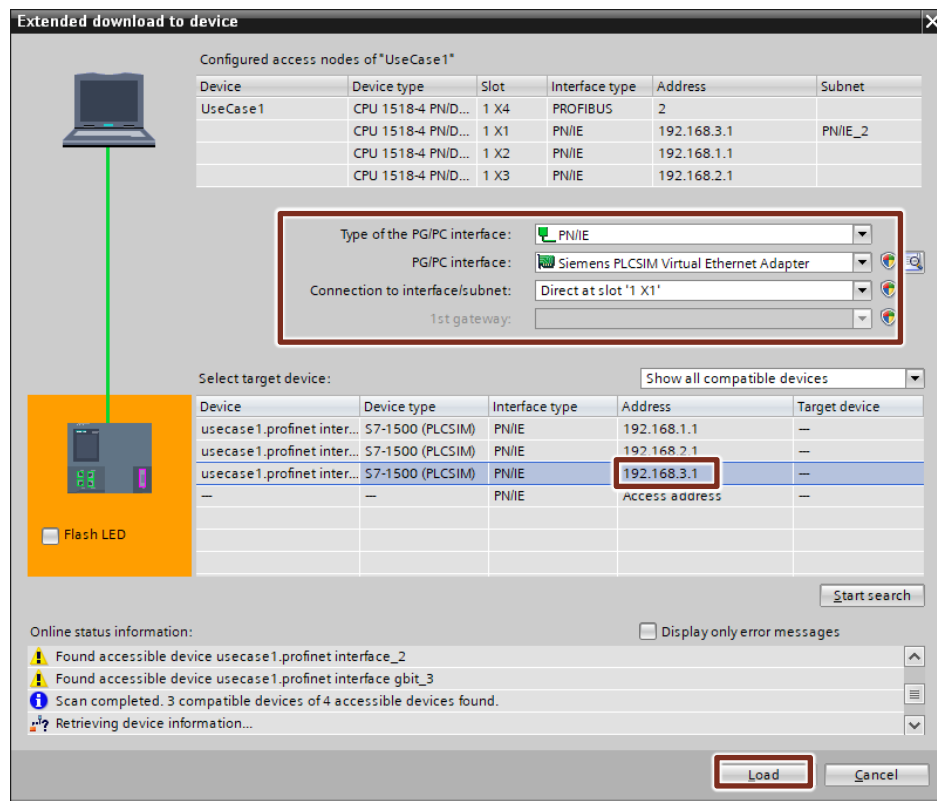 Extended download to device
Configured access nodes of "UseCase1"
Device Device type Slot Interface type Address Subnet
UseCase1 CPU 1518-4 PN/D... 1 X4 PROFIBUS 2
CPU 1518-4 PN/D... 1 X1 PN/IE 192.168.3.1 PN/IE_2
CPU 1518-4 PN/D... 1 X2 PN/IE 192.168.1.1
CPU 1518-4 PN/D... 1 X3 PN/IE 192.168.2.1
Type of the PG/PC interface: PN/IE
PG/PC interface: Siemens PLCSIM Virtual Ethernet Adapter
Connection to interface/subnet: Direct at slot '1 X1'
1st gateway:
Select target device: Show all compatible devices
Device Device type Interface type Address Target device
usecase1.profinet inter... S7-1500 (PLCSIM) PN/IE 192.168.1.1 —
usecase1.profinet inter... S7-1500 (PLCSIM) PN/IE 192.168.2.1 —
usecase1.profinet inter... S7-1500 (PLCSIM) PN/IE 192.168.3.1 —
— — PN/IE Access address —
Flash LED
Start search
Online status information: Display only error messages
Found accessible device usecase1.profinet interface_2
Found accessible device usecase1.profinet interface gbit_3
Scan completed. 3 compatible devices of 4 accessible devices found.
Retrieving device information...
Load Cancel